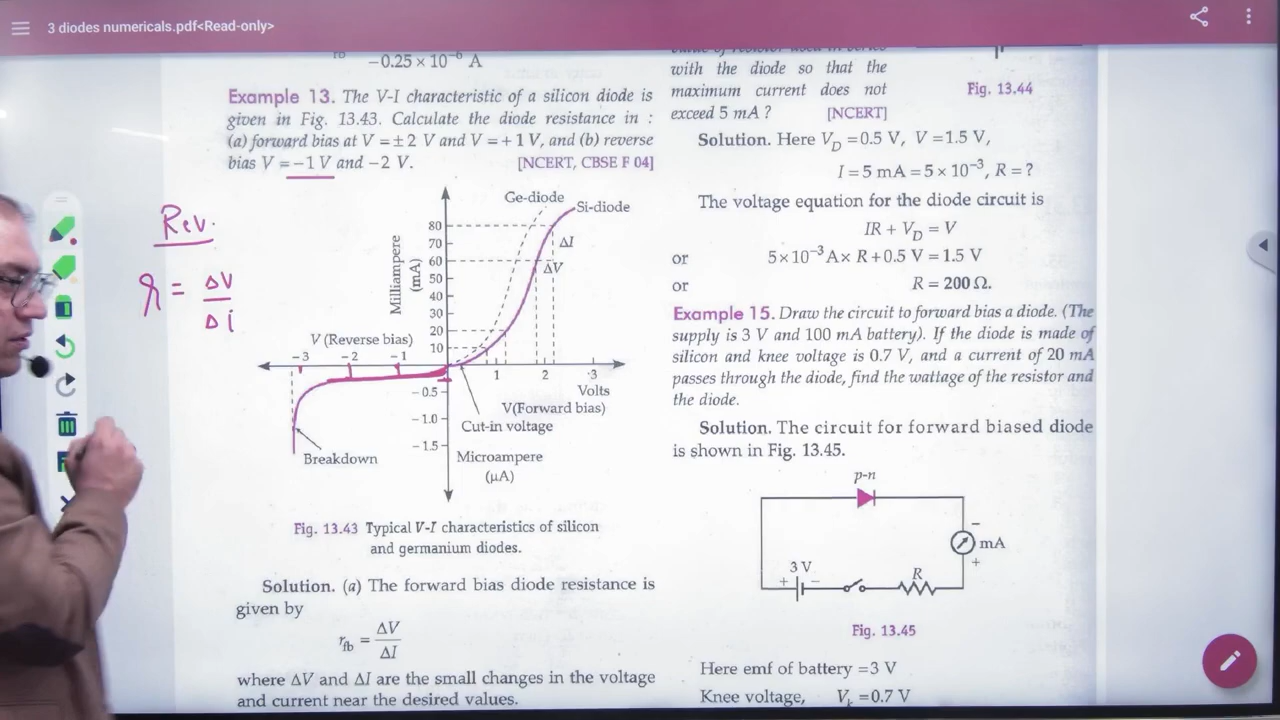 3 diodes numericals.pdf<Read-only>
−0.25 × 10⁻⁶ A
Example 13. The V-I characteristic of a silicon diode is
given in Fig. 13.43. Calculate the diode resistance in :
(a) forward bias at V = ± 2 V and V = + 1 V, and (b) reverse
bias V = −1 V and −2 V. [NCERT, CBSE F 04]
Rev.
r = ΔV
Δi
Ge-diode
Si-diode
Milliampere
(mA)
80
70
60
50
40
30
20
10
ΔI
ΔV
V (Reverse bias)
−3
−2
−1
1
2
3
Volts
V(Forward bias)
Cut-in voltage
−0.5
−1.0
−1.5
Breakdown
Microampere
(μA)
Fig. 13.43 Typical V-I characteristics of silicon
and germanium diodes.
Solution. (a) The forward bias diode resistance is
given by
r_fb = ΔV
ΔI
where ΔV and ΔI are the small changes in the voltage
and current near the desired values.
with the diode so that the
maximum current does not
exceed 5 mA ? [NCERT]
Fig. 13.44
Solution. Here V_D = 0.5 V, V = 1.5 V,
I = 5 mA = 5 × 10⁻³, R = ?
The voltage equation for the diode circuit is
IR + V_D = V
or 5 × 10⁻³ A × R + 0.5 V = 1.5 V
or R = 200 Ω.
Example 15. Draw the circuit to forward bias a diode. (The
supply is 3 V and 100 mA battery). If the diode is made of
silicon and knee voltage is 0.7 V, and a current of 20 mA
passes through the diode, find the wattage of the resistor and
the diode.
Solution. The circuit for forward biased diode
is shown in Fig. 13.45.
p-n
−
mA
+
3 V
+ −
R
Fig. 13.45
Here emf of battery = 3 V
Knee voltage, V_k = 0.7 V